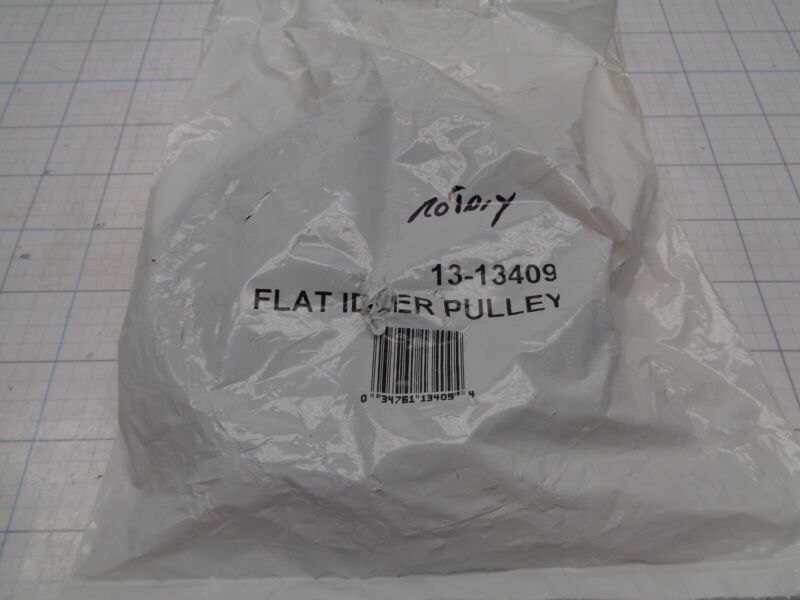 Rotary
13-13409
FLAT IDLER PULLEY
0 34761 13409 4